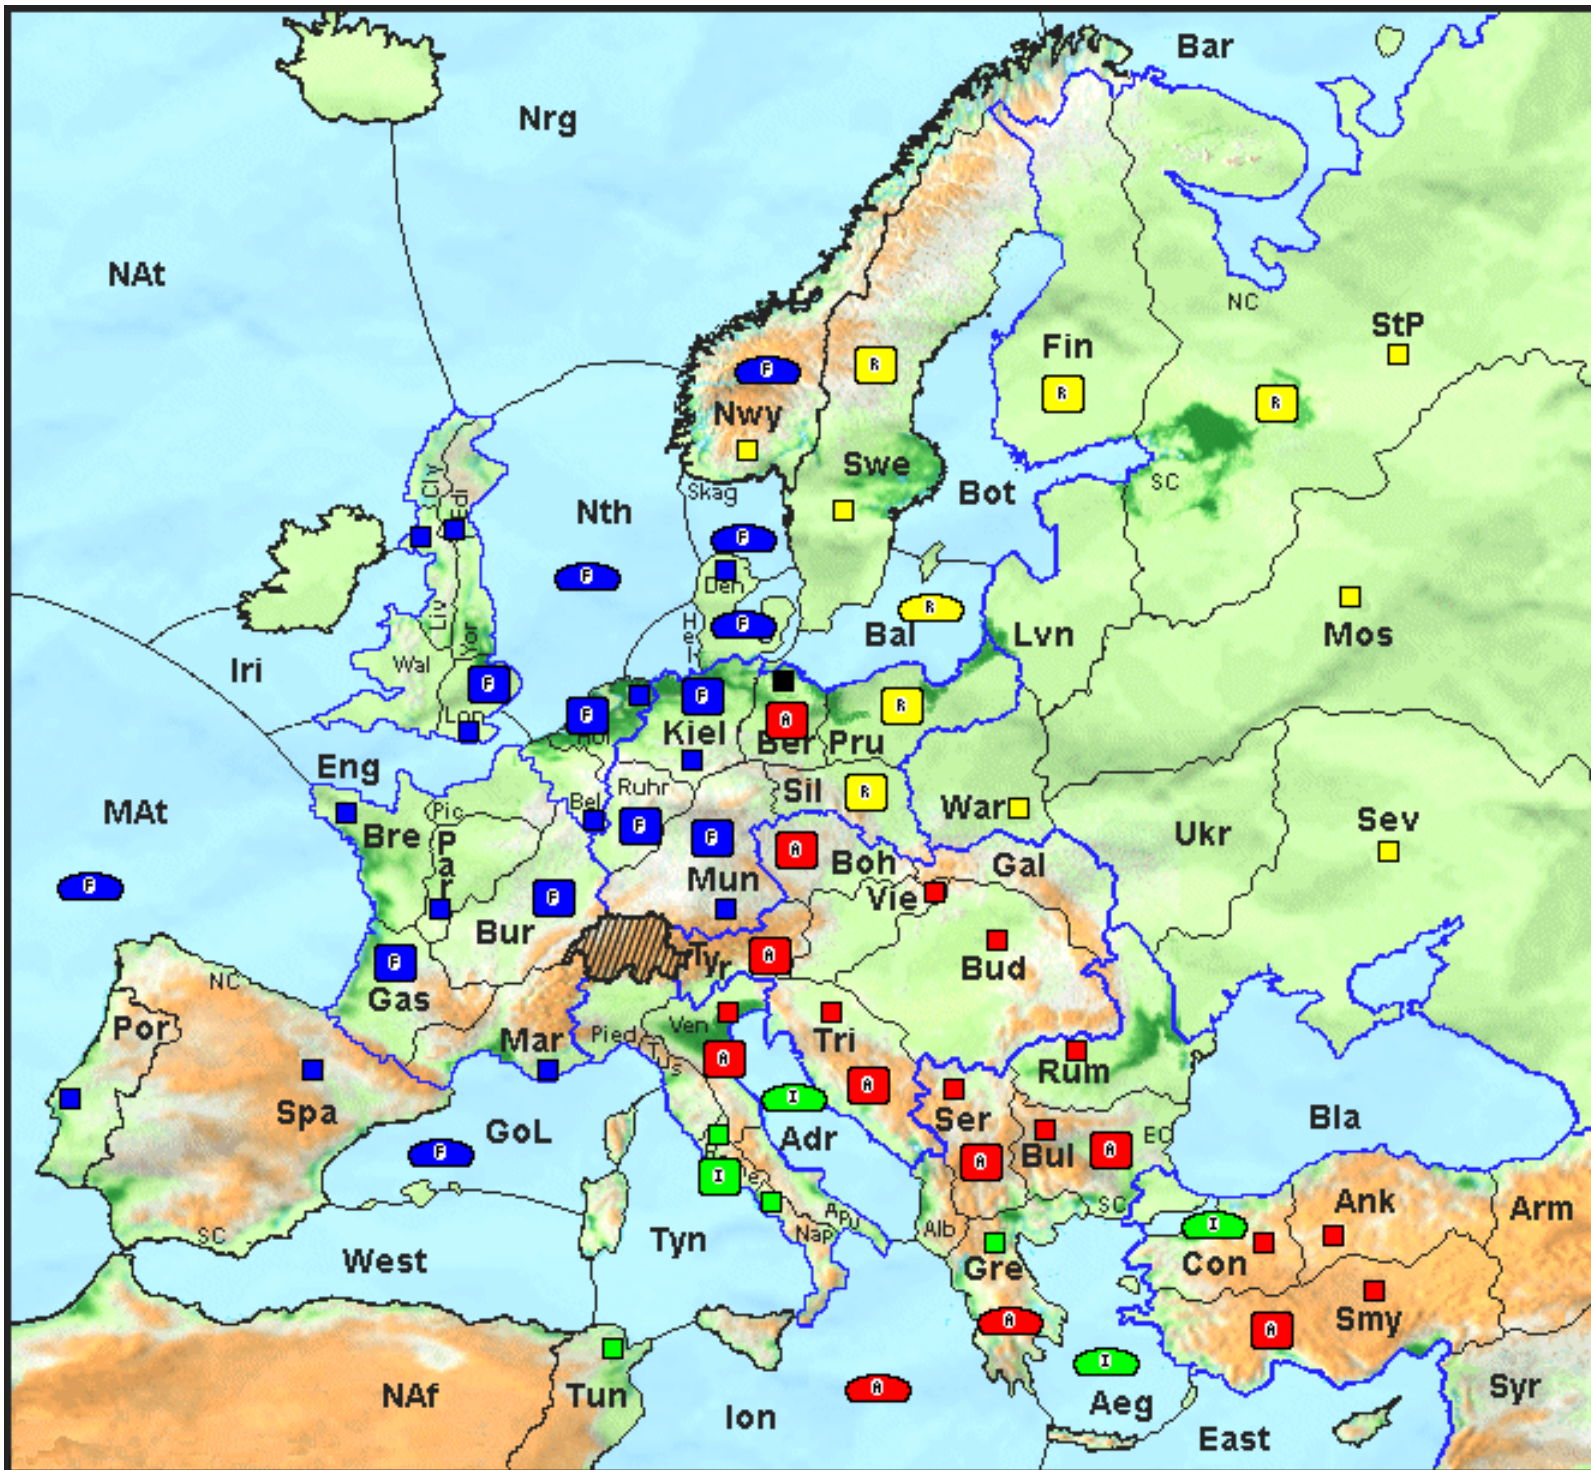 Bar
Nrg
NAt
NC
StP
Fin
R
R
R
F
Nwy
Swe
Cly
Edl
Skag
Bot
SC
Nth
F
F
Den
R
Bal
Lvn
Mos
Hel
F
Liv
Yor
Wal
Iri
F
Lon
F
Hol
F
Kiel
A
Ber
Pru
R
Eng
Ruhr
Sil
R
War
MAt
Bre
Pic
Par
Bel
F
F
Mun
A
Boh
Gal
Ukr
Sev
F
Vie
Bur
F
Tyr
A
Bud
F
Gas
NC
Por
Mar
Pied
Ven
Tus
A
Tri
A
Rum
Spa
GoL
F
I
Adr
Ser
A
Bul
A
EC
Bla
I
SC
West
Tyn
Nap
Apu
Alb
SC
I
Con
Ank
Arm
Gre
A
A
Smy
NAf
Tun
Ion
A
I
Aeg
East
Syr